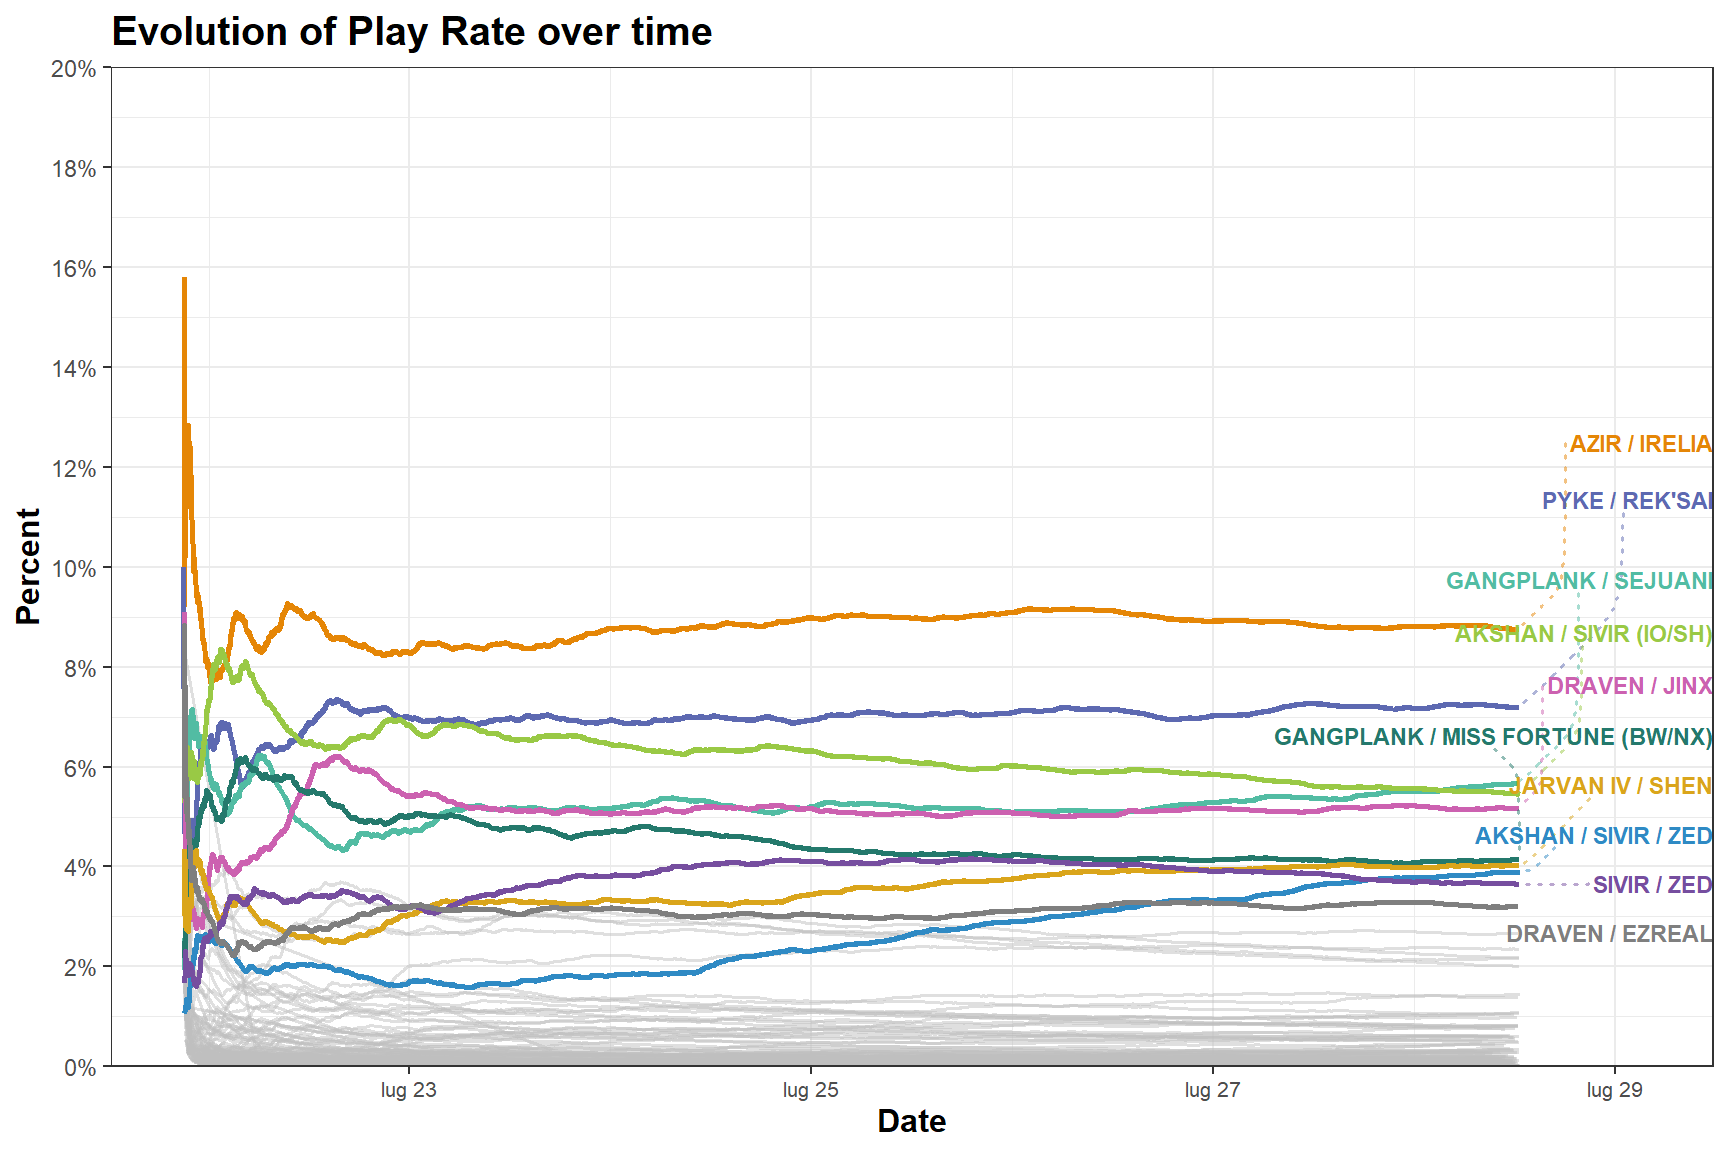 Evolution of Play Rate over time
20%
18%
16%
14%
12%
10%
8%
6%
4%
2%
0%
Percent
AZIR / IRELIA
PYKE / REK'SAI
GANGPLANK / SEJUANI
AKSHAN / SIVIR (IO/SH)
DRAVEN / JINX
GANGPLANK / MISS FORTUNE (BW/NX)
JARVAN IV / SHEN
AKSHAN / SIVIR / ZED
SIVIR / ZED
DRAVEN / EZREAL
lug 23
lug 25
lug 27
lug 29
Date